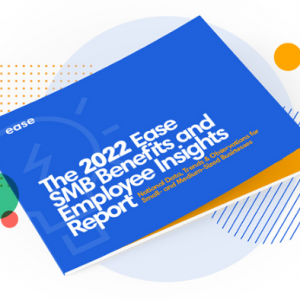 ease
The 2022 Ease
SMB Benefits and
Employee Insights
Report
National Data, Trends & Observations for
Small- and Medium-Sized Businesses